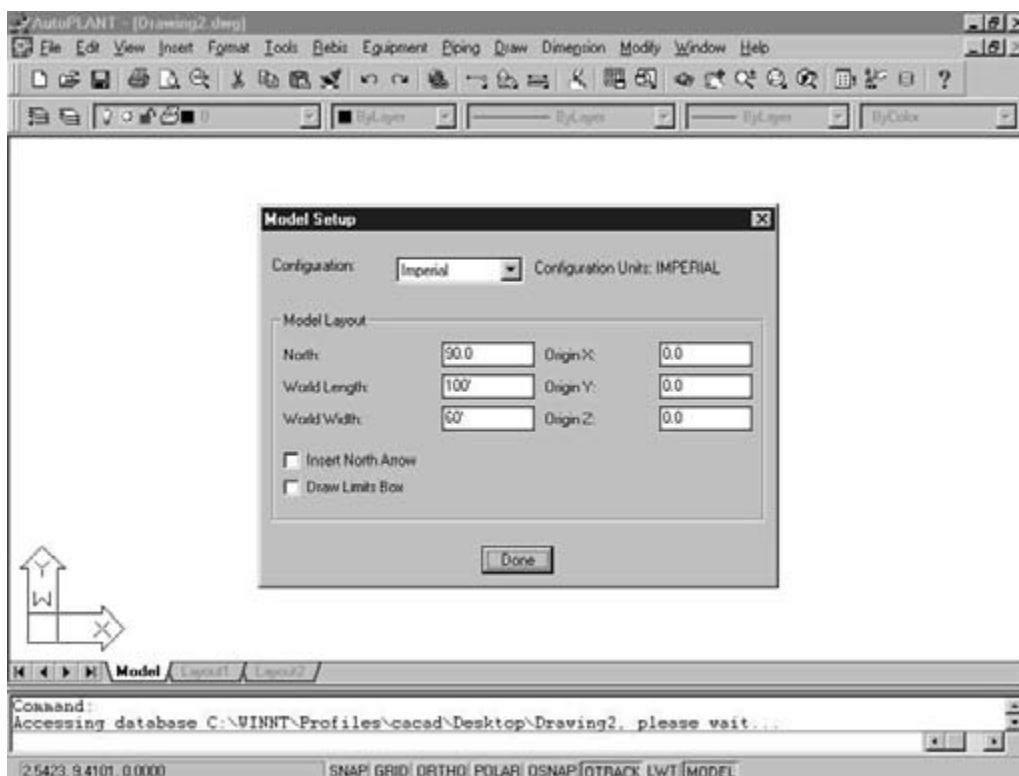 AutoPLANT - [Drawing2.dwg]
File Edit View Insert Format Tools Rebis Equipment Piping Draw Dimension Modify Window Help
?
0 ByLayer ByLayer ByLayer ByColor
Model Setup
Configuration: Imperial Configuration Units: IMPERIAL
Model Layout
North: 90.0 Origin X: 0.0
World Length: 100' Origin Y: 0.0
World Width: 60' Origin Z: 0.0
Insert North Arrow
Draw Limits Box
Done
Y
W
X
Model Layout1 Layout2
Command:
Accessing database C:\WINNT\Profiles\cacad\Desktop\Drawing2, please wait...
2.5423, 9.4101, 0.0000 SNAP GRID ORTHO POLAR OSNAP OTRACK LWT MODEL